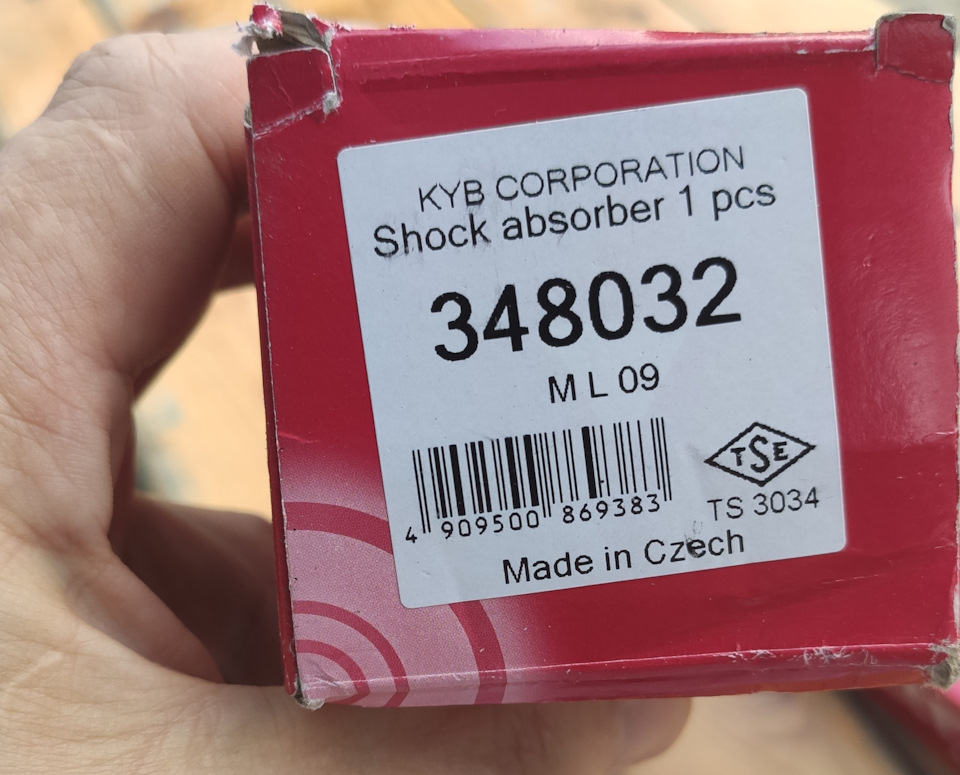 KYB CORPORATION
Shock absorber 1 pcs
348032
M L 09
4 909500 869383
TSE
TS 3034
Made in Czech